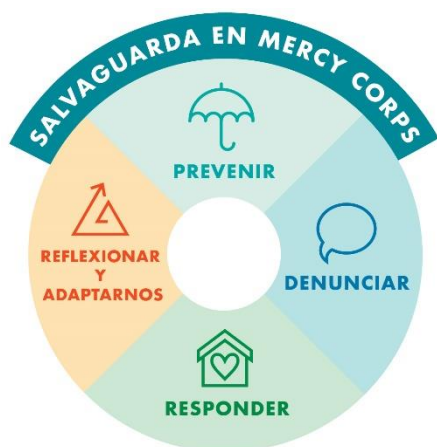 SALVAGUARDA EN MERCY CORPS
PREVENIR
DENUNCIAR
RESPONDER
REFLEXIONAR
Y
ADAPTARNOS